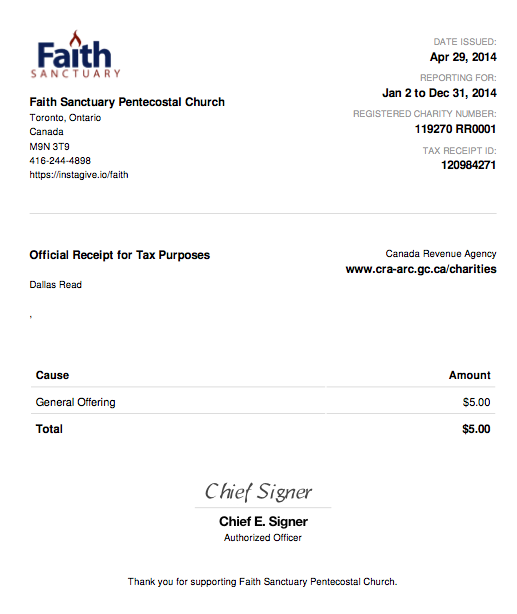 Faith
SANCTUARY
DATE ISSUED:
Apr 29, 2014
REPORTING FOR:
Jan 2 to Dec 31, 2014
REGISTERED CHARITY NUMBER:
119270 RR0001
TAX RECEIPT ID:
120984271
Faith Sanctuary Pentecostal Church
Toronto, Ontario
Canada
M9N 3T9
416-244-4898
https://instagive.io/faith
Official Receipt for Tax Purposes
Dallas Read
,
Canada Revenue Agency
www.cra-arc.gc.ca/charities
Cause Amount
General Offering $5.00
Total $5.00
Chief Signer
Chief E. Signer
Authorized Officer
Thank you for supporting Faith Sanctuary Pentecostal Church.